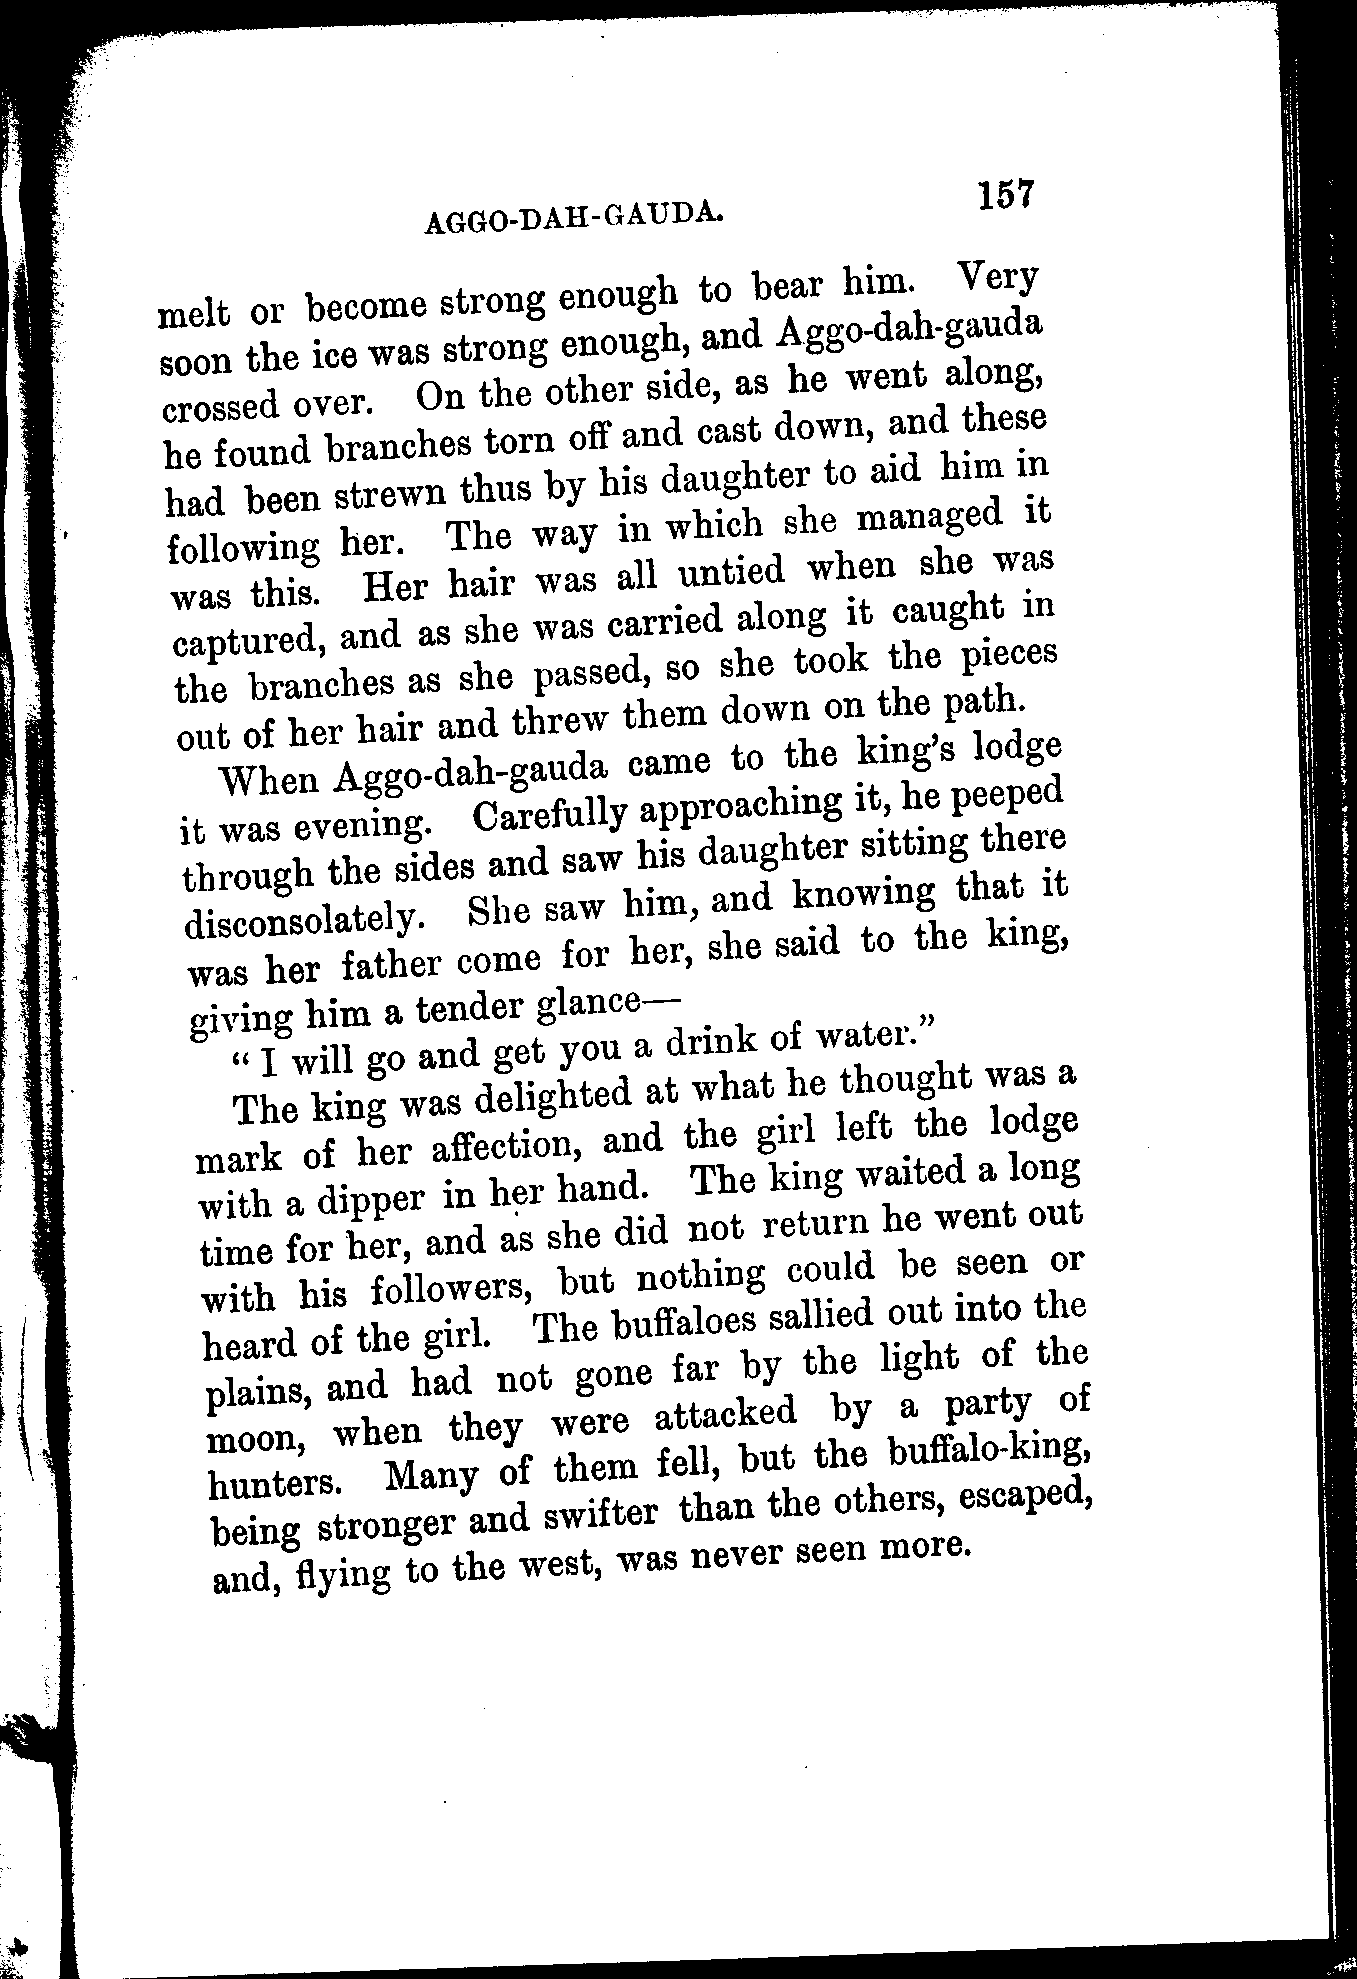 AGGO-DAH-GAUDA. 157
melt or become strong enough to bear him. Very
soon the ice was strong enough, and Aggo-dah-gauda
crossed over. On the other side, as he went along,
he found branches torn off and cast down, and these
had been strewn thus by his daughter to aid him in
following her. The way in which she managed it
was this. Her hair was all untied when she was
captured, and as she was carried along it caught in
the branches as she passed, so she took the pieces
out of her hair and threw them down on the path.
When Aggo-dah-gauda came to the king's lodge
it was evening. Carefully approaching it, he peeped
through the sides and saw his daughter sitting there
disconsolately. She saw him, and knowing that it
was her father come for her, she said to the king,
giving him a tender glance—
“ I will go and get you a drink of water.”
The king was delighted at what he thought was a
mark of her affection, and the girl left the lodge
with a dipper in her hand. The king waited a long
time for her, and as she did not return he went out
with his followers, but nothing could be seen or
heard of the girl. The buffaloes sallied out into the
plains, and had not gone far by the light of the
moon, when they were attacked by a party of
hunters. Many of them fell, but the buffalo-king,
being stronger and swifter than the others, escaped,
and, flying to the west, was never seen more.